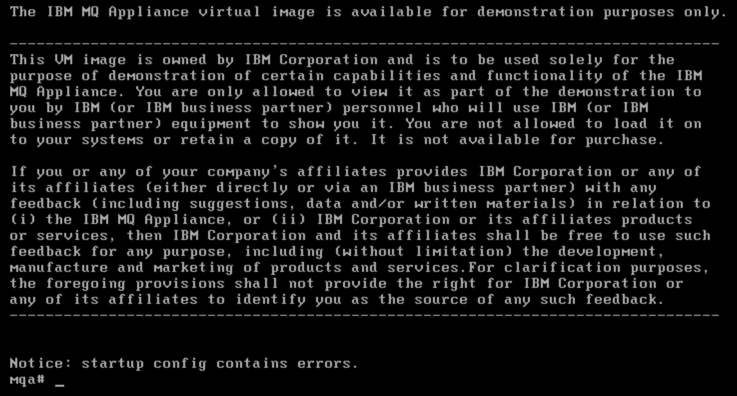 The IBM MQ Appliance virtual image is available for demonstration purposes only.
--------------------------------------------------------------------------------
This VM image is owned by IBM Corporation and is to be used solely for the
purpose of demonstration of certain capabilities and functionality of the IBM
MQ Appliance. You are only allowed to view it as part of the demonstration to
you by IBM (or IBM business partner) personnel who will use IBM (or IBM
business partner) equipment to show you it. You are not allowed to load it on
to your systems or retain a copy of it. It is not available for purchase.
If you or any of your company's affiliates provides IBM Corporation or any of
its affiliates (either directly or via an IBM business partner) with any
feedback (including suggestions, data and/or written materials) in relation to
(i) the IBM MQ Appliance, or (ii) IBM Corporation or its affiliates products
or services, then IBM Corporation and its affiliates shall be free to use such
feedback for any purpose, including (without limitation) the development,
manufacture and marketing of products and services.For clarification purposes,
the foregoing provisions shall not provide the right for IBM Corporation or
any of its affiliates to identify you as the source of any such feedback.
--------------------------------------------------------------------------------
Notice: startup config contains errors.
mqa# _